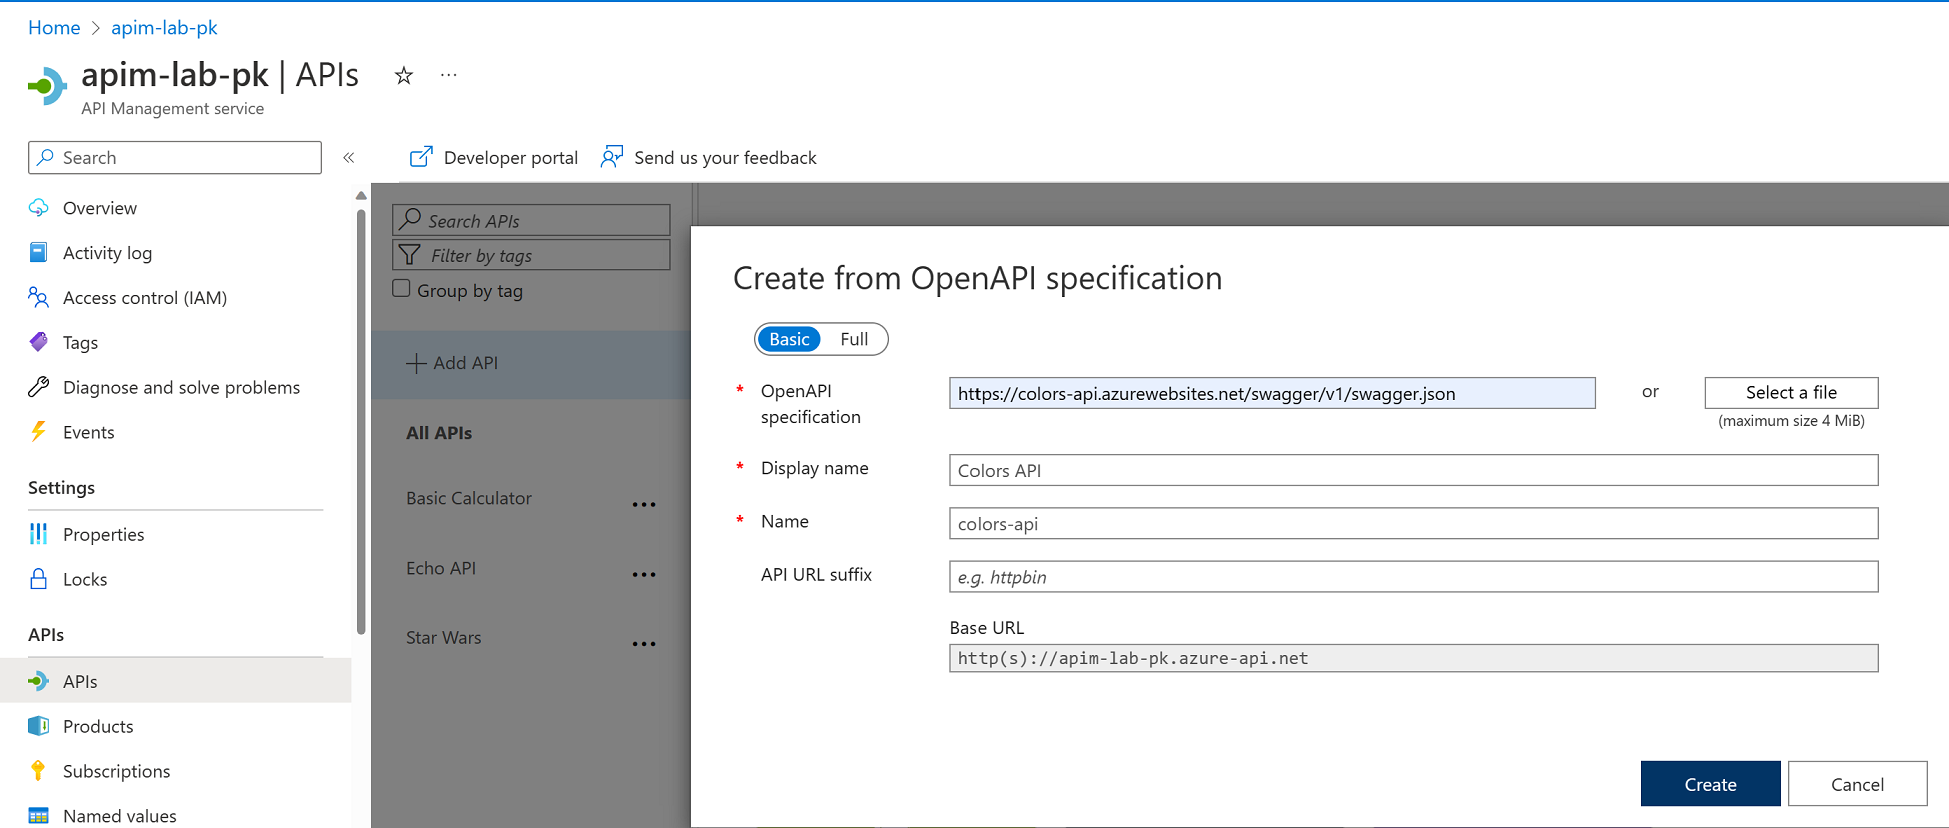 Home > apim-lab-pk
apim-lab-pk | APIs
API Management service
Search
«
Developer portal
Send us your feedback
Overview
Activity log
Access control (IAM)
Tags
Diagnose and solve problems
Events
Settings
Properties
Locks
APIs
APIs
Products
Subscriptions
Named values
Search APIs
Filter by tags
Group by tag
+ Add API
All APIs
Basic Calculator
Echo API
Star Wars
Create from OpenAPI specification
Basic Full
* OpenAPI
specification
https://colors-api.azurewebsites.net/swagger/v1/swagger.json
or
Select a file
(maximum size 4 MiB)
* Display name
Colors API
* Name
colors-api
API URL suffix
e.g. httpbin
Base URL
http(s)://apim-lab-pk.azure-api.net
Create
Cancel